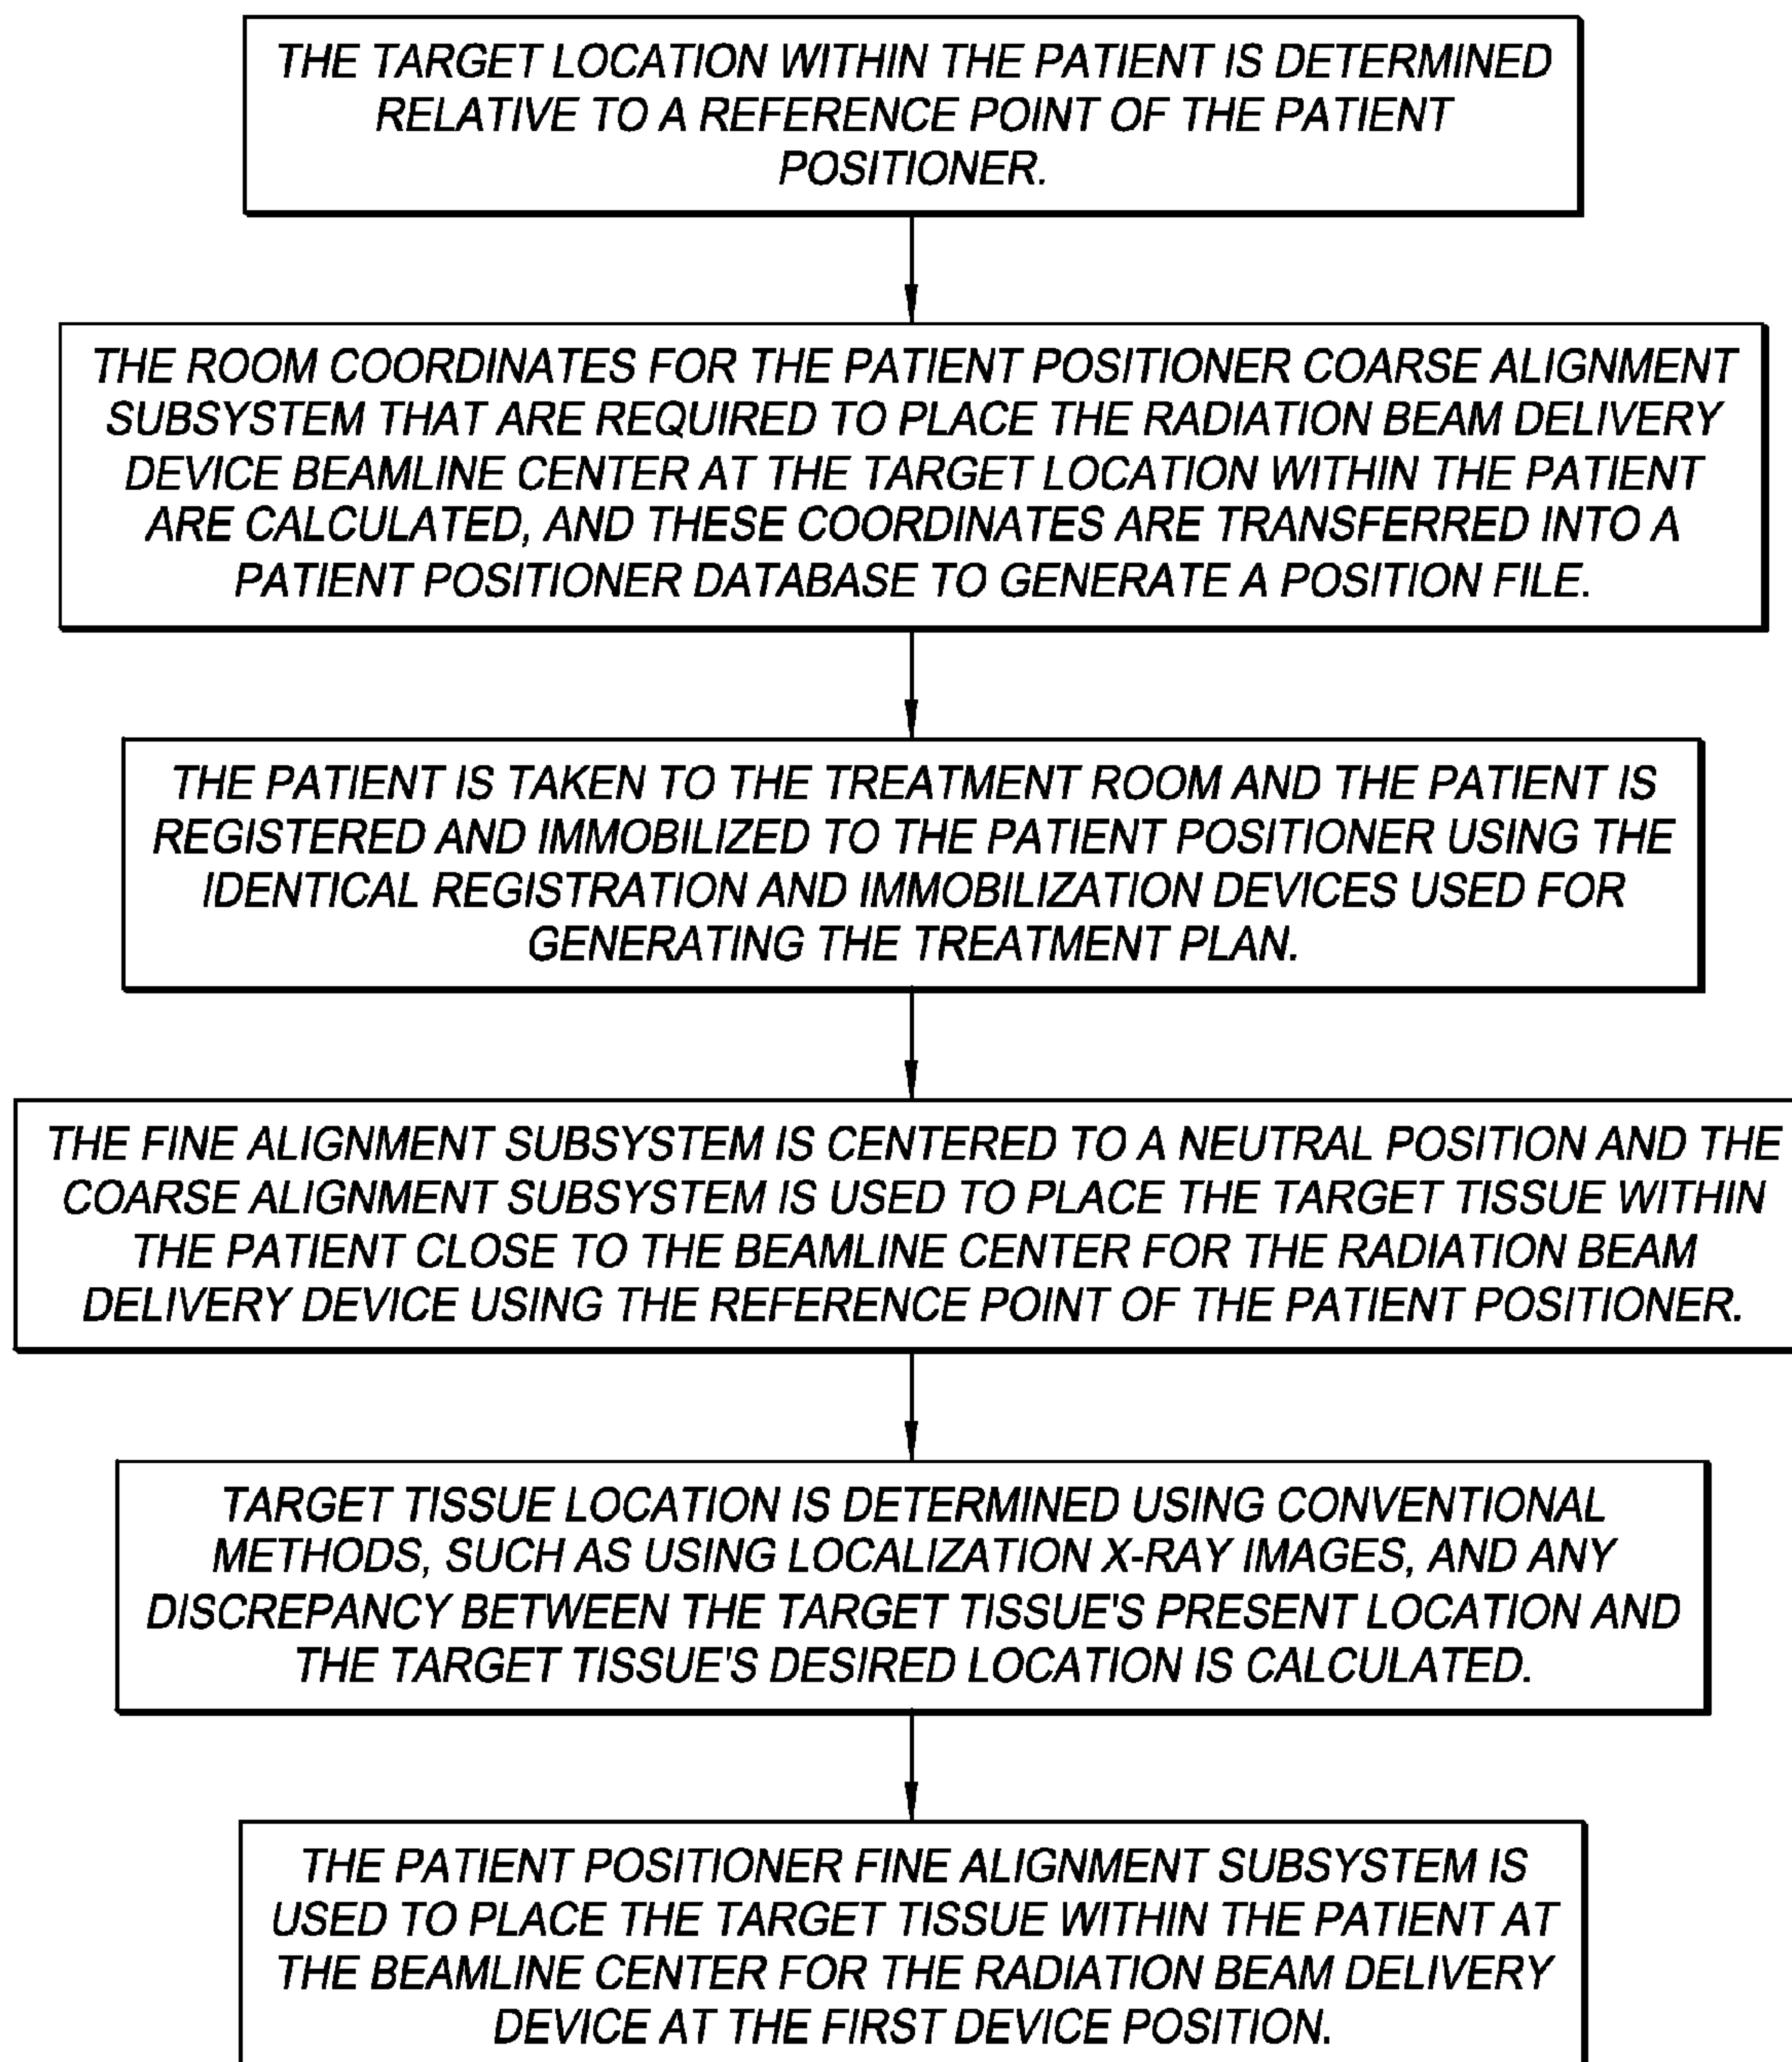 THE TARGET LOCATION WITHIN THE PATIENT IS DETERMINED
RELATIVE TO A REFERENCE POINT OF THE PATIENT
POSITIONER.
THE ROOM COORDINATES FOR THE PATIENT POSITIONER COARSE ALIGNMENT
SUBSYSTEM THAT ARE REQUIRED TO PLACE THE RADIATION BEAM DELIVERY
DEVICE BEAMLINE CENTER AT THE TARGET LOCATION WITHIN THE PATIENT
ARE CALCULATED, AND THESE COORDINATES ARE TRANSFERRED INTO A
PATIENT POSITIONER DATABASE TO GENERATE A POSITION FILE.
THE PATIENT IS TAKEN TO THE TREATMENT ROOM AND THE PATIENT IS
REGISTERED AND IMMOBILIZED TO THE PATIENT POSITIONER USING THE
IDENTICAL REGISTRATION AND IMMOBILIZATION DEVICES USED FOR
GENERATING THE TREATMENT PLAN.
THE FINE ALIGNMENT SUBSYSTEM IS CENTERED TO A NEUTRAL POSITION AND THE
COARSE ALIGNMENT SUBSYSTEM IS USED TO PLACE THE TARGET TISSUE WITHIN
THE PATIENT CLOSE TO THE BEAMLINE CENTER FOR THE RADIATION BEAM
DELIVERY DEVICE USING THE REFERENCE POINT OF THE PATIENT POSITIONER.
TARGET TISSUE LOCATION IS DETERMINED USING CONVENTIONAL
METHODS, SUCH AS USING LOCALIZATION X-RAY IMAGES, AND ANY
DISCREPANCY BETWEEN THE TARGET TISSUE'S PRESENT LOCATION AND
THE TARGET TISSUE'S DESIRED LOCATION IS CALCULATED.
THE PATIENT POSITIONER FINE ALIGNMENT SUBSYSTEM IS
USED TO PLACE THE TARGET TISSUE WITHIN THE PATIENT AT
THE BEAMLINE CENTER FOR THE RADIATION BEAM DELIVERY
DEVICE AT THE FIRST DEVICE POSITION.